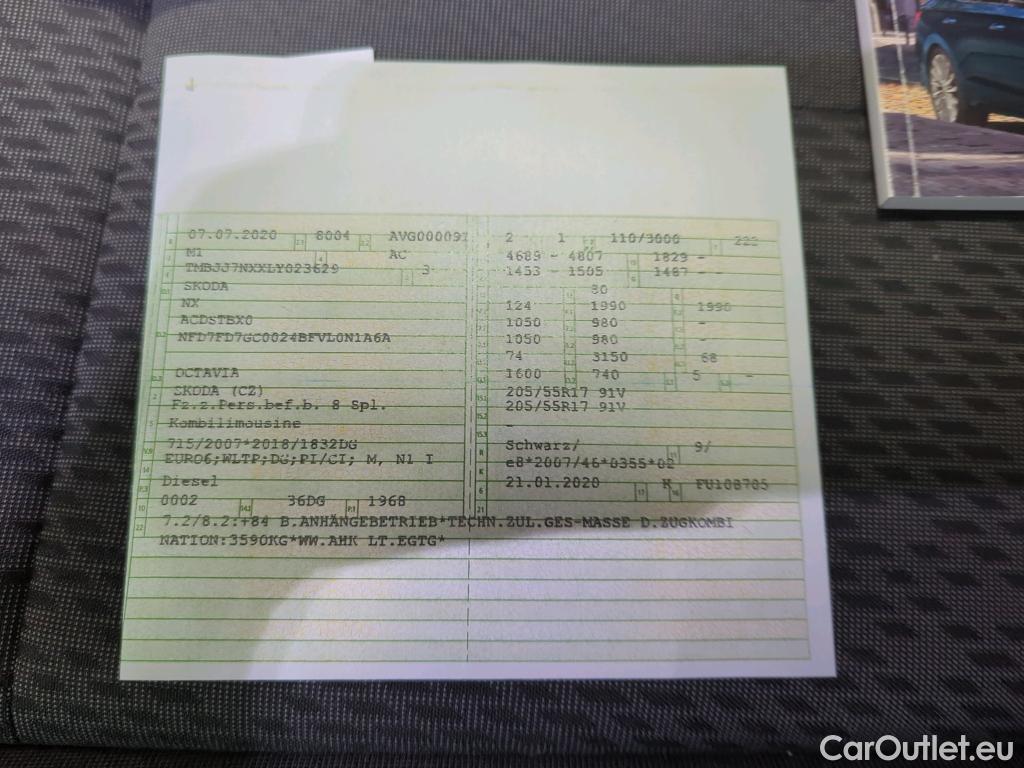 07.07.2020 8004 AVG000091
M1 AC
TMBJJ7NXXLY023629 3
SKODA
NX
ACDSTBX0
NFD7FD7GC0024BFVL0N1A6A
OCTAVIA
SKODA (CZ)
Fz.z.Pers.bef.b. 8 Spl.
Kombilimousine
715/2007*2018/1832DG
EURO6;WLTP;DG;PI/CI; M, N1 I
Diesel
0002 36DG 1968
2 1 110/3000 222
4689 - 4807 1829 -
1453 - 1505 1487 - -
80
124 1990 1990
1050 980 -
1050 980 -
74 3150 68
1600 740 5 -
205/55R17 91V
205/55R17 91V
-
Schwarz/ 9/
e8*2007/46*0355*02
21.01.2020 K FU108705
7.2/8.2:+84 B.ANHÄNGEBETRIEB*TECHN.ZUL.GES-MASSE D.ZUGKOMBI
NATION:3590KG*WW.AHK LT.EGTG*
CarOutlet.eu